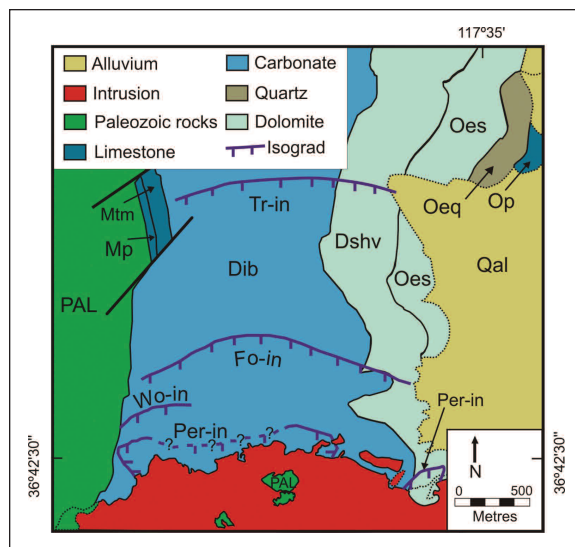 117°35'
Alluvium
Carbonate
Intrusion
Quartz
Paleozoic rocks
Dolomite
Limestone
Isograd
Oes
Oeq
Op
Mtm
Tr-in
Mp
Dshv
Dib
Oes
Qal
PAL
Fo-in
Wo-in
Per-in
Per-in
? ? ? ?
36°42'30"
36°42'30"
N
PAL
0 500
Metres